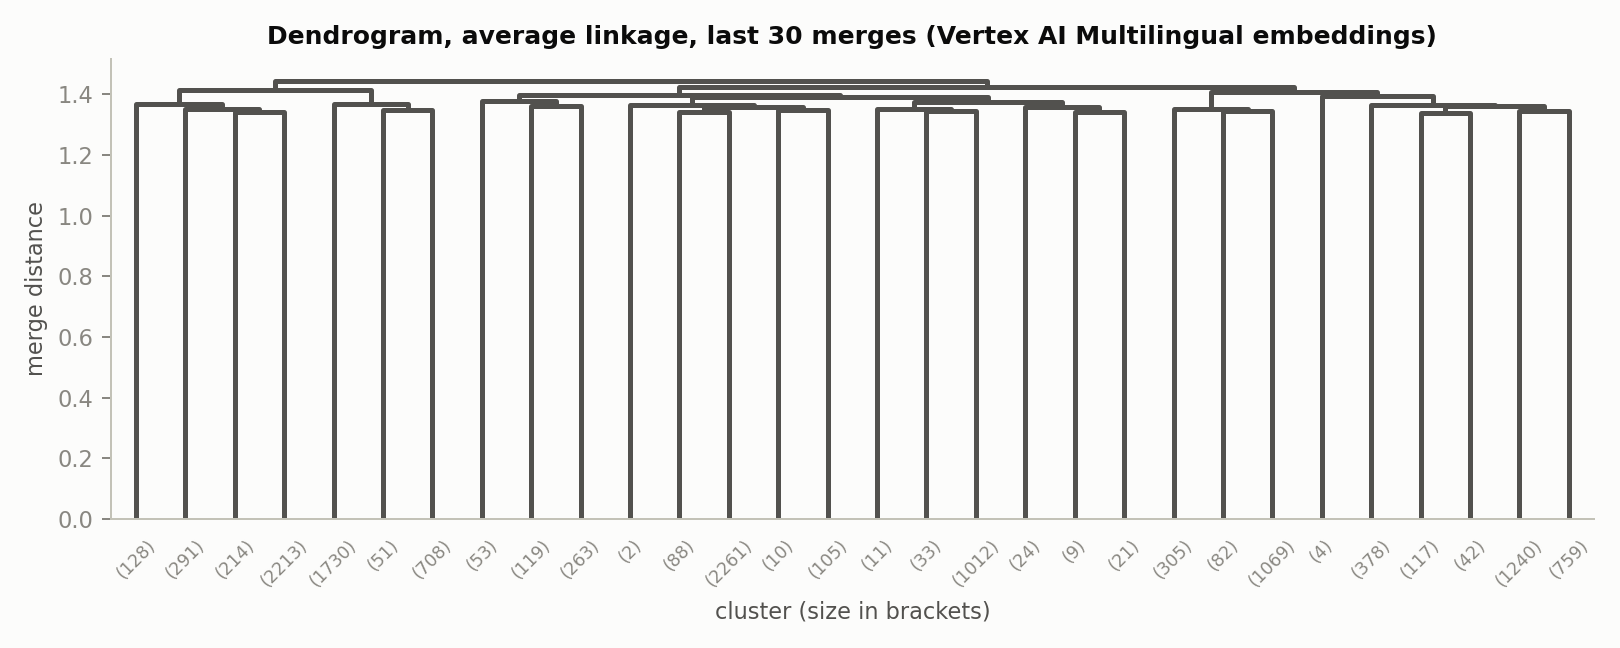 Dendrogram, average linkage, last 30 merges (Vertex AI Multilingual embeddings)
merge distance
1.4
1.2
1.0
0.8
0.6
0.4
0.2
0.0
(128) (291) (214) (2213) (1730) (51) (708) (53) (119) (263) (2) (88) (2261) (10) (105) (11) (33) (1012) (24) (9) (21) (305) (82) (1069) (4) (378) (117) (42) (1240) (759)
cluster (size in brackets)